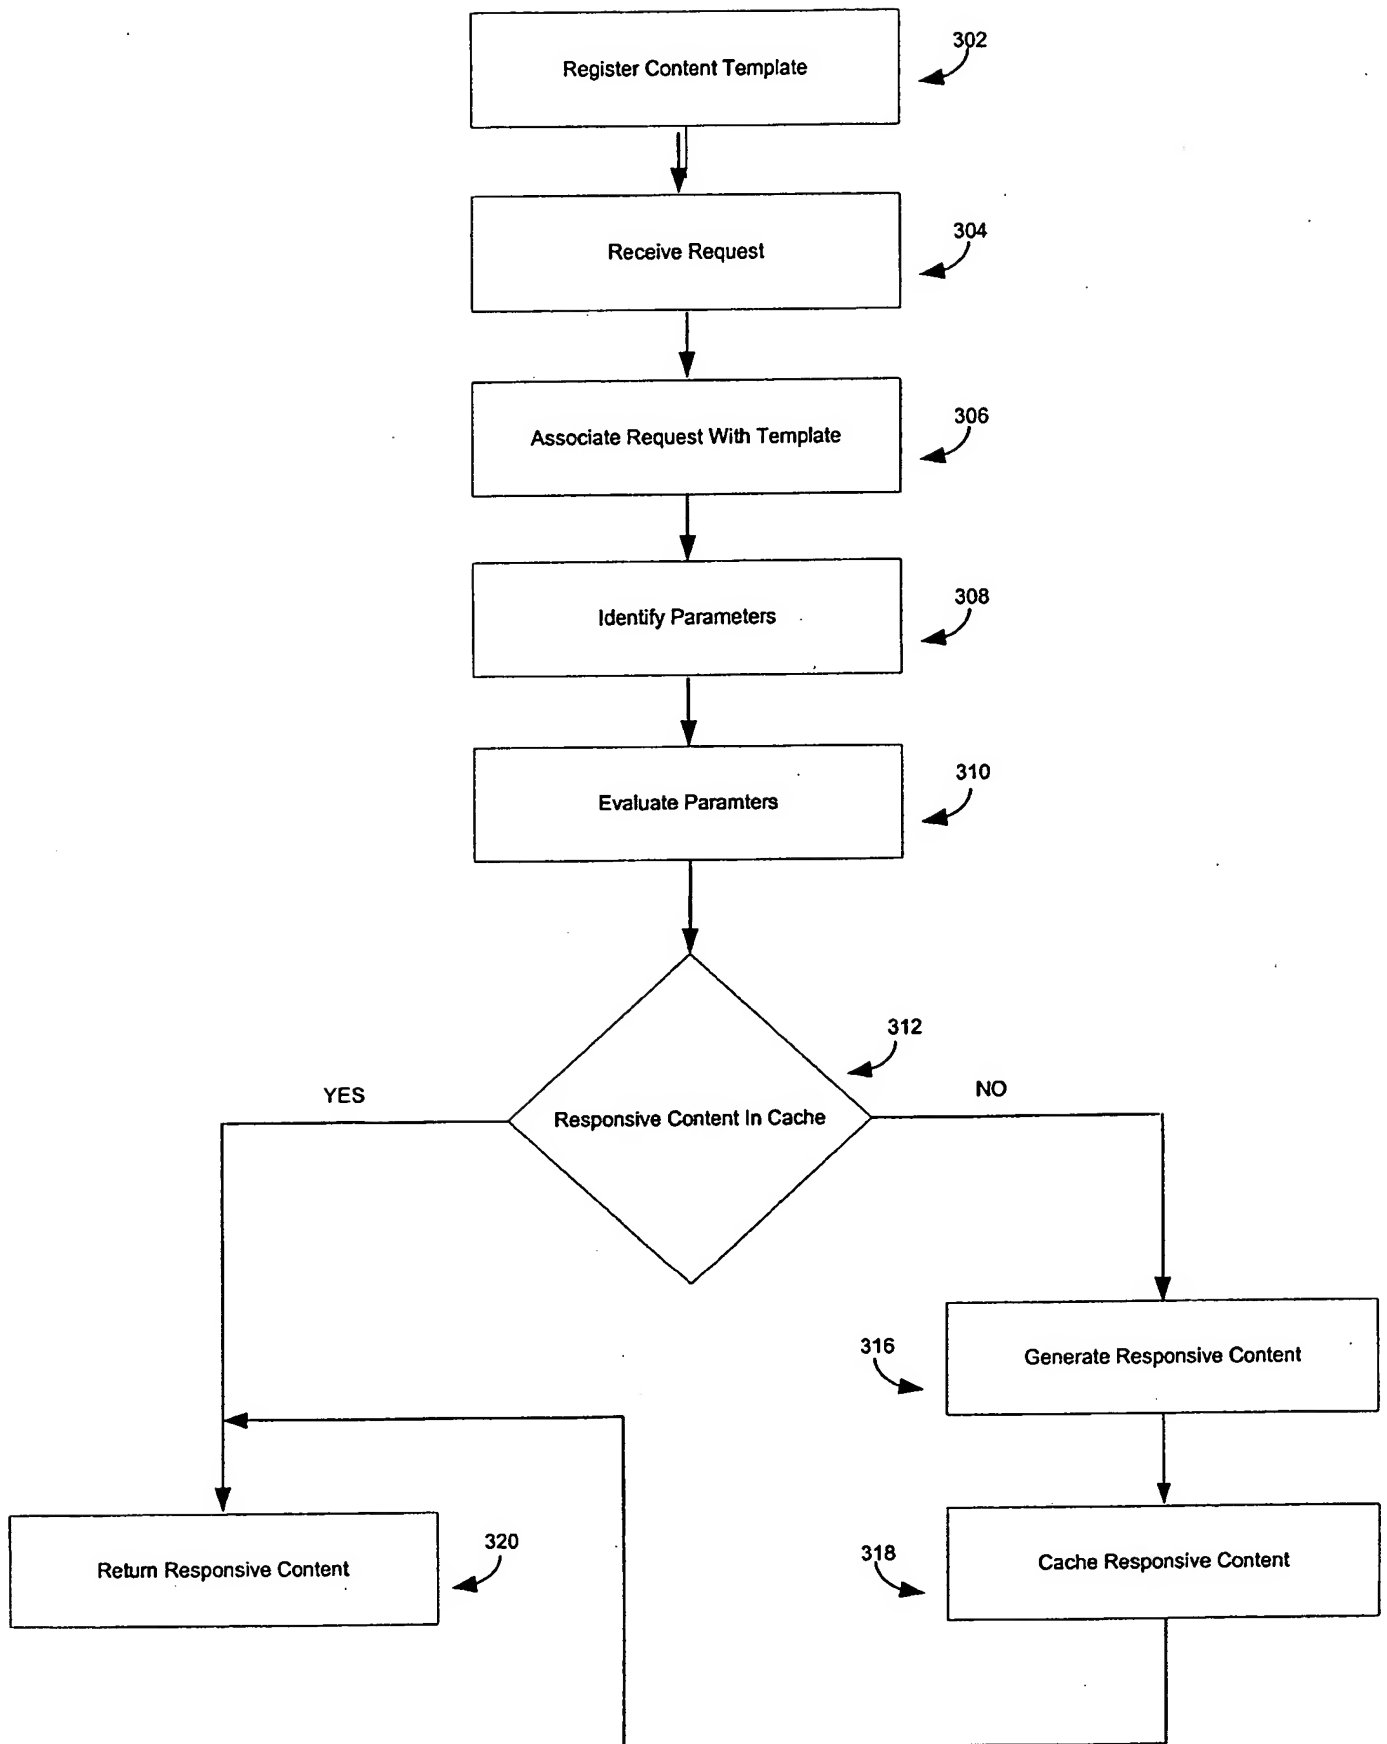 Register Content Template
302
Receive Request
304
Associate Request With Template
306
Identify Parameters
308
Evaluate Paramters
310
312
YES
NO
Responsive Content In Cache
316
Generate Responsive Content
320
Return Responsive Content
318
Cache Responsive Content